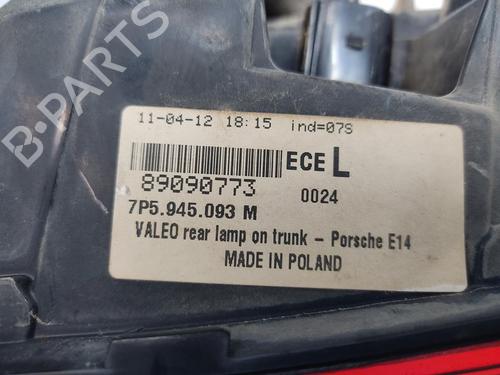 11-04-12 18:15 ind=07S
ECE L
89090773
0024
7P5.945.093 M
VALEO rear lamp on trunk - Porsche E14
MADE IN POLAND
B-PARTS